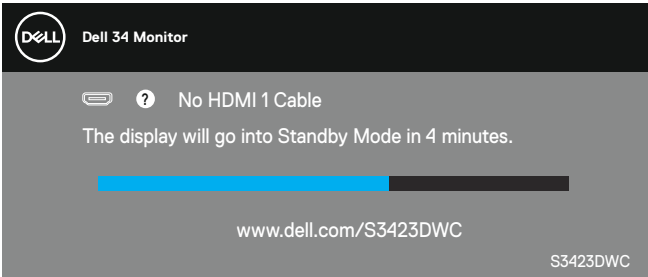 DELL
Dell 34 Monitor
? No HDMI 1 Cable
The display will go into Standby Mode in 4 minutes.
www.dell.com/S3423DWC
S3423DWC